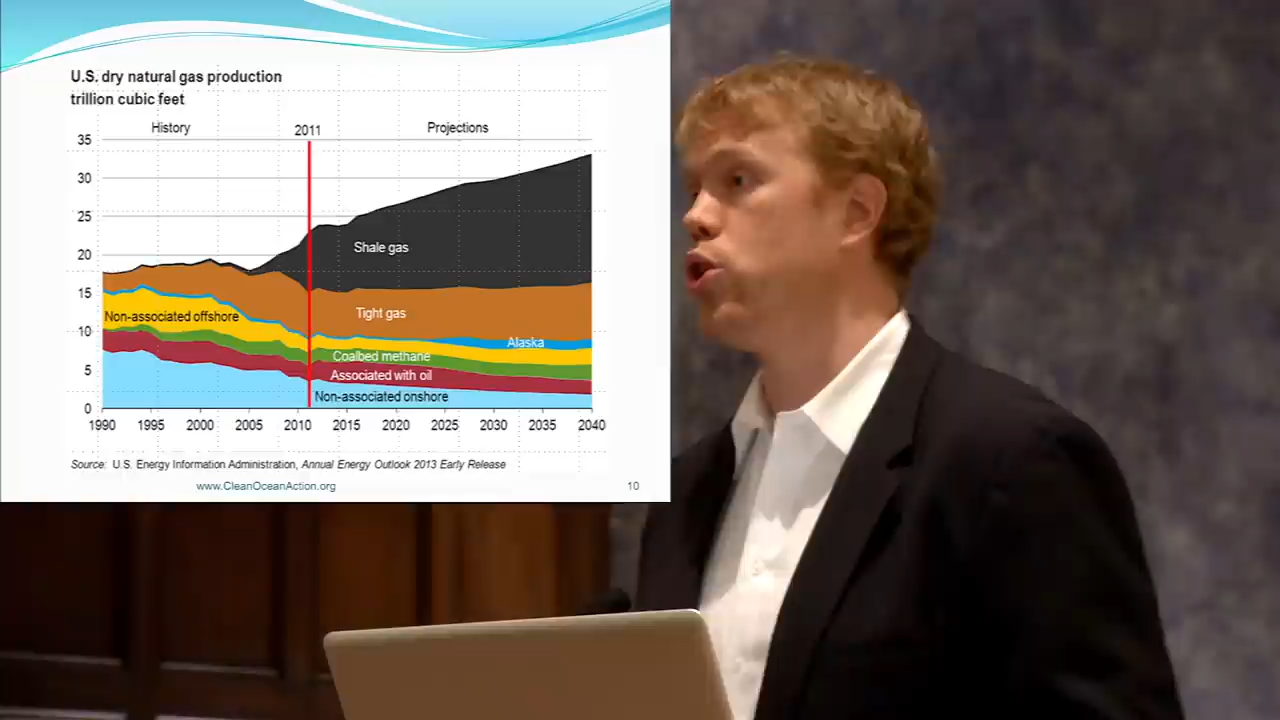 U.S. dry natural gas production
trillion cubic feet
History
2011
Projections
35
30
25
20
15
10
5
0
Shale gas
Tight gas
Non-associated offshore
Alaska
Coalbed methane
Associated with oil
Non-associated onshore
1990 1995 2000 2005 2010 2015 2020 2025 2030 2035 2040
Source: U.S. Energy Information Administration, Annual Energy Outlook 2013 Early Release
www.CleanOceanAction.org 10